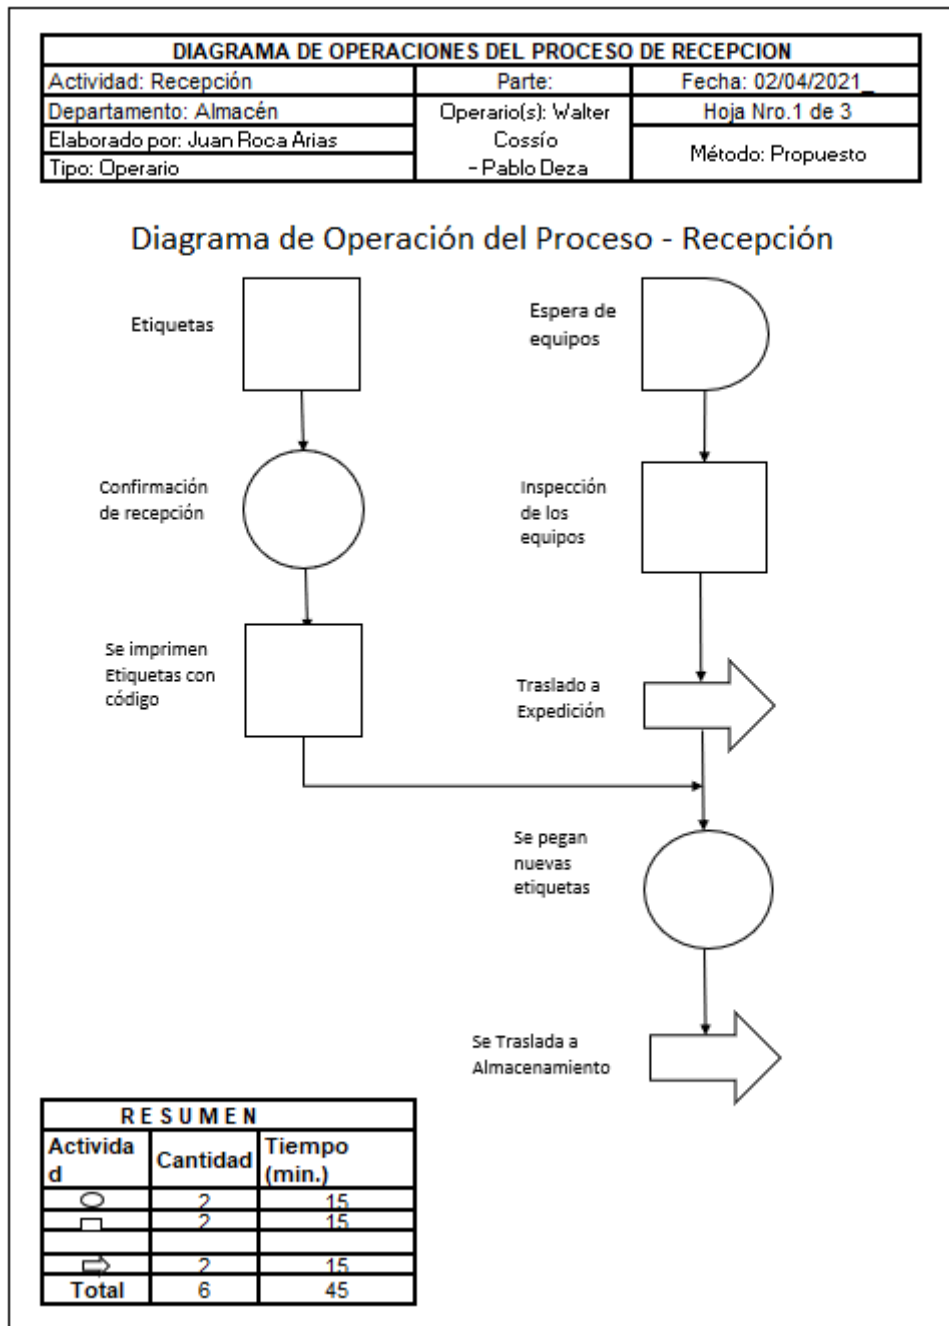 DIAGRAMA DE OPERACIONES DEL PROCESO DE RECEPCION
Actividad: Recepción
Parte:
Fecha: 02/04/2021_
Departamento: Almacén
Operario(s): Walter
Cossío
- Pablo Deza
Hoja Nro.1 de 3
Elaborado por: Juan Roca Arias
Método: Propuesto
Tipo: Operario
Diagrama de Operación del Proceso - Recepción
Etiquetas
Espera de
equipos
Confirmación
de recepción
Inspección
de los
equipos
Se imprimen
Etiquetas con
código
Traslado a
Expedición
Se pegan
nuevas
etiquetas
Se Traslada a
Almacenamiento
RESUMEN
Activida
d
Cantidad
Tiempo
(min.)
2 15
2 15
2 15
Total 6 45